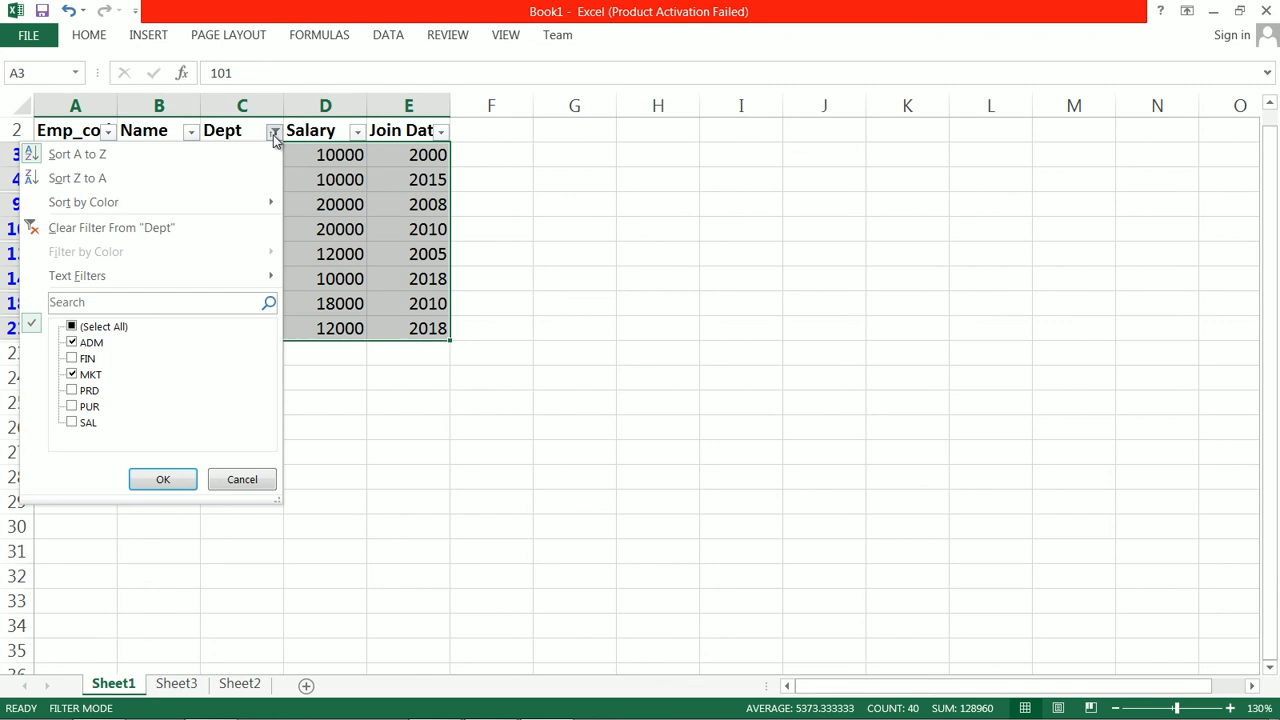 Book1 - Excel (Product Activation Failed)
FILE HOME INSERT PAGE LAYOUT FORMULAS DATA REVIEW VIEW Team Sign in
A3 101
A B C D E F G H I J K L M N O
2 Emp_co Name Dept Salary Join Dat
10000 2000
10000 2015
20000 2008
20000 2010
12000 2005
10000 2018
18000 2010
12000 2018
Sort A to Z
Sort Z to A
Sort by Color
Clear Filter From "Dept"
Filter by Color
Text Filters
Search
(Select All)
ADM
FIN
MKT
PRD
PUR
SAL
OK Cancel
30
31
32
33
34
35
Sheet1 Sheet3 Sheet2
READY FILTER MODE AVERAGE: 5373.333333 COUNT: 40 SUM: 128960 130%